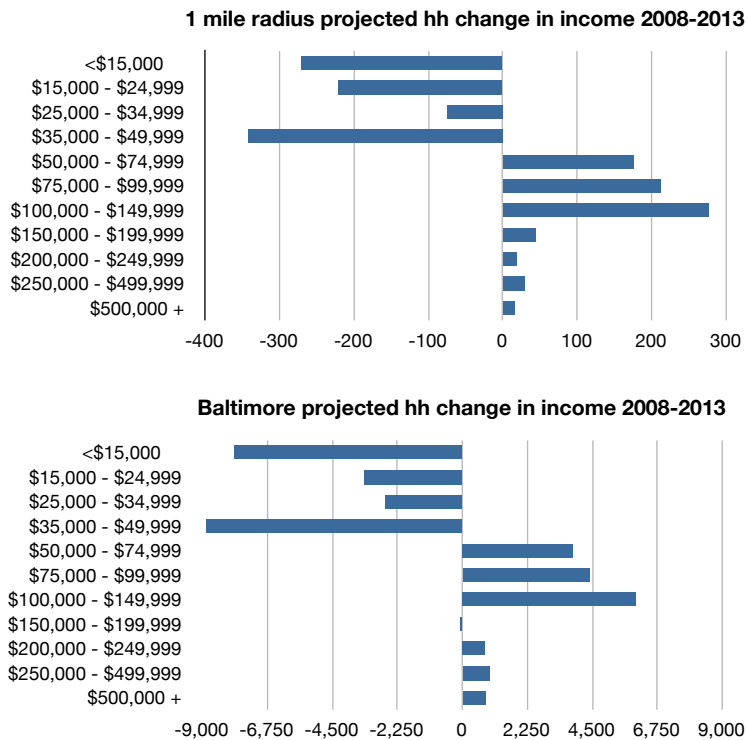 1 mile radius projected hh change in income 2008-2013
<$15,000
$15,000 - $24,999
$25,000 - $34,999
$35,000 - $49,999
$50,000 - $74,999
$75,000 - $99,999
$100,000 - $149,999
$150,000 - $199,999
$200,000 - $249,999
$250,000 - $499,999
$500,000 +
-400 -300 -200 -100 0 100 200 300
Baltimore projected hh change in income 2008-2013
<$15,000
$15,000 - $24,999
$25,000 - $34,999
$35,000 - $49,999
$50,000 - $74,999
$75,000 - $99,999
$100,000 - $149,999
$150,000 - $199,999
$200,000 - $249,999
$250,000 - $499,999
$500,000 +
-9,000 -6,750 -4,500 -2,250 0 2,250 4,500 6,750 9,000